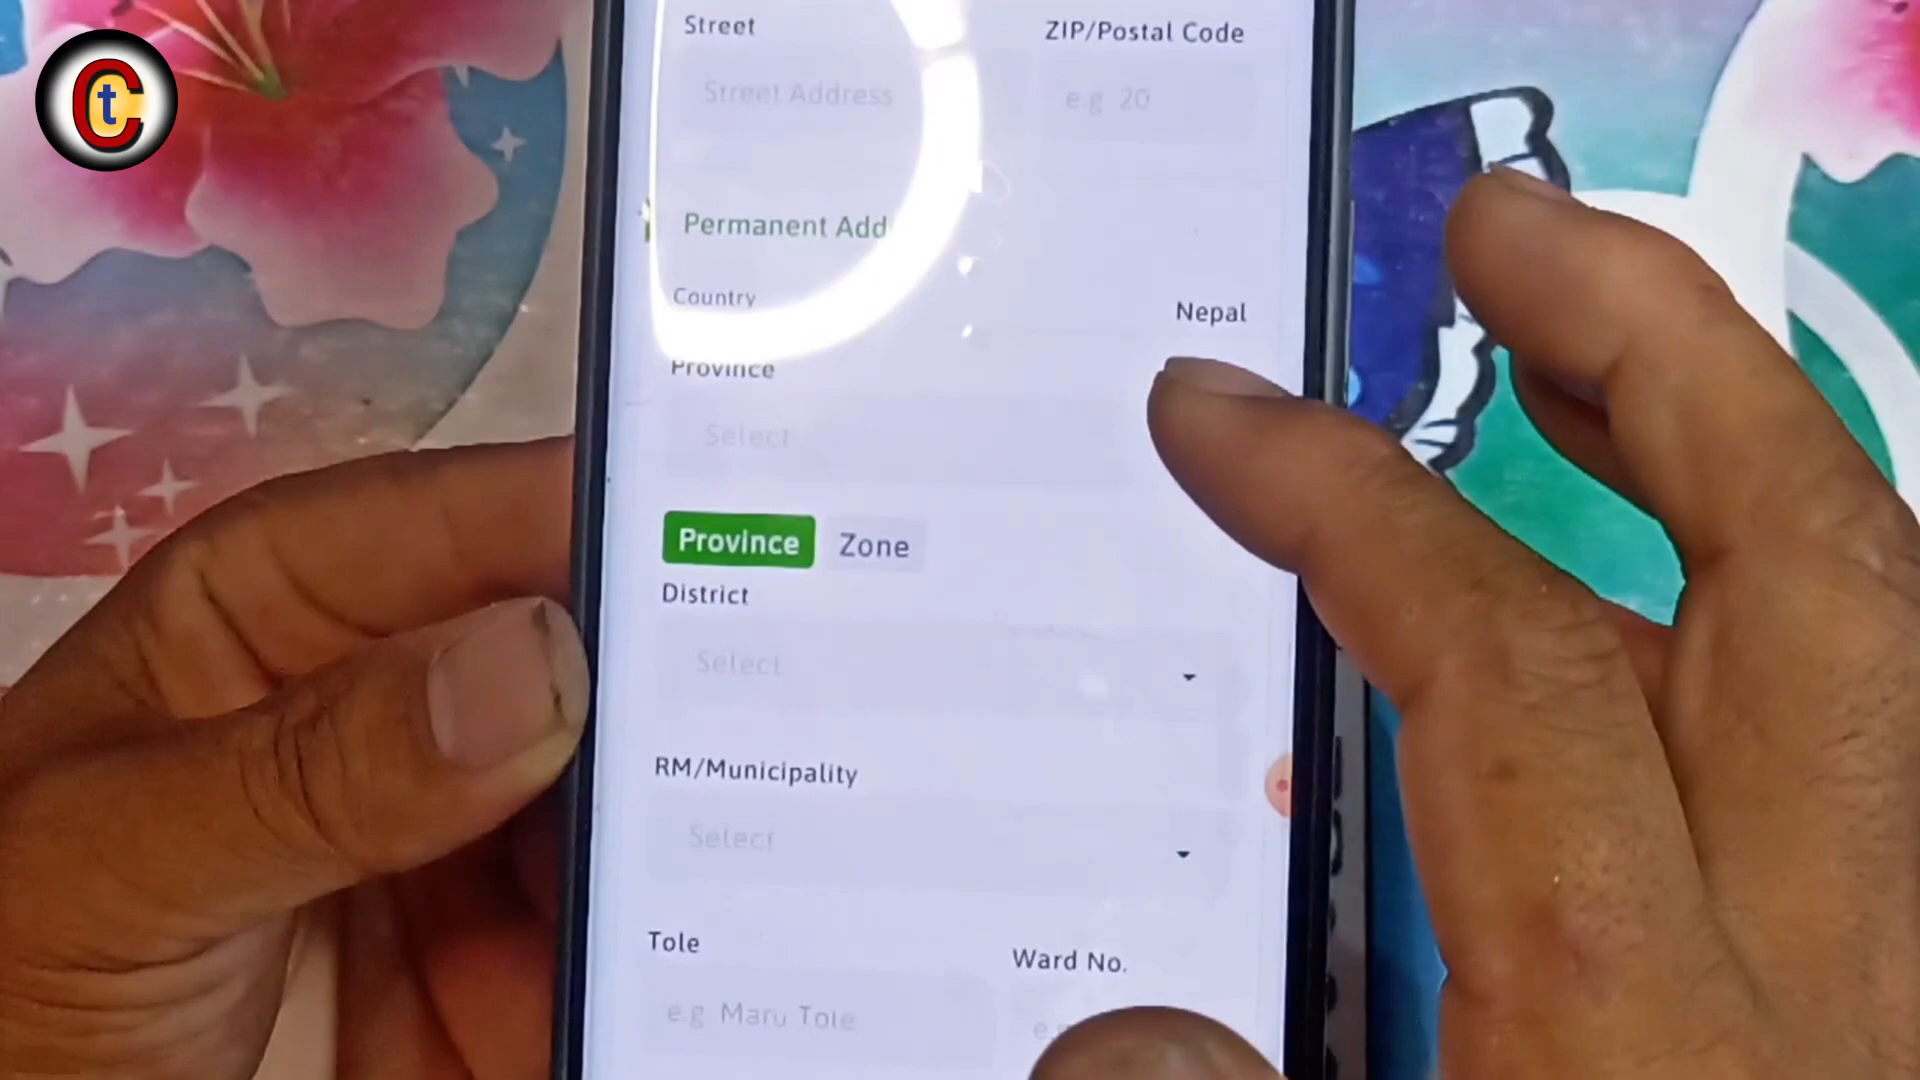 Ct
Street
ZIP/Postal Code
Street Address
e.g 20
Permanent Add
Country
Nepal
Province
Select
Province
Zone
District
Select
RM/Municipality
Select
Tole
Ward No.
e.g Maru Tole
e.g